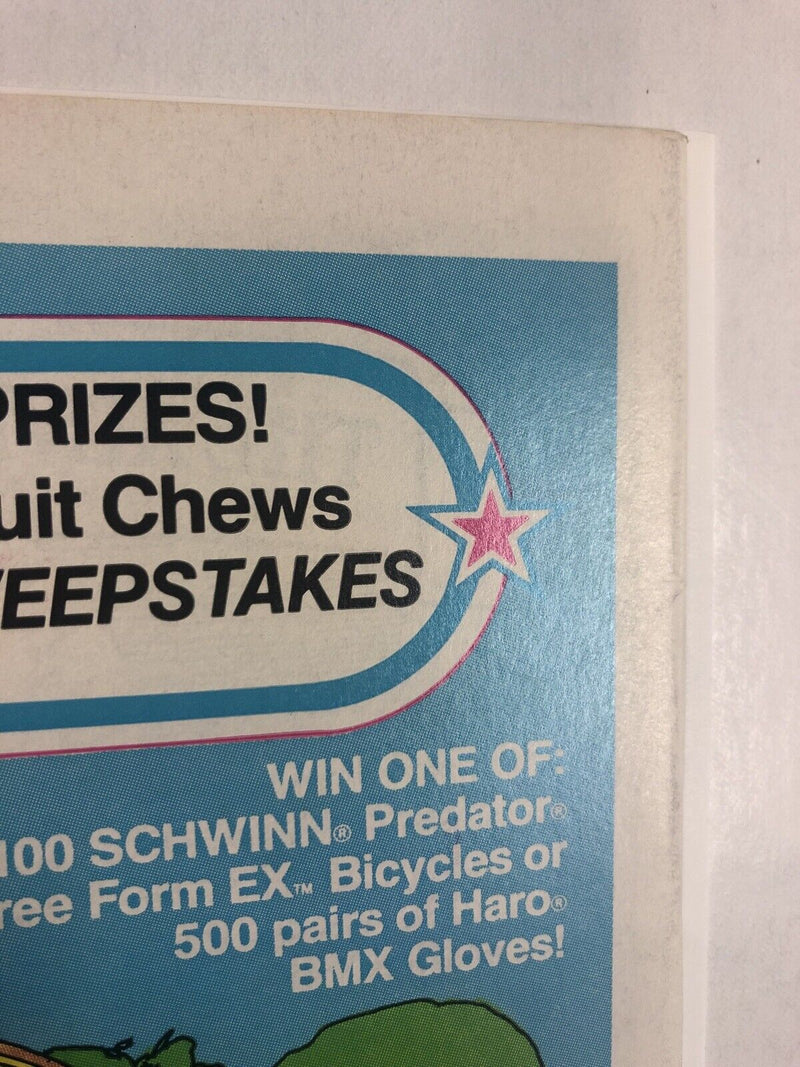 PRIZES!
uit Chews
WEEPSTAKES
WIN ONE OF:
100 SCHWINN® Predator®
ree Form EX™ Bicycles or
500 pairs of Haro®
BMX Gloves!